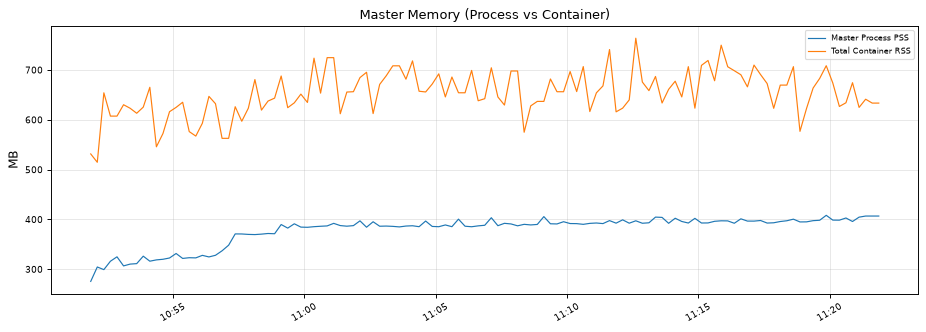 Master Memory (Process vs Container)
Master Process PSS
Total Container RSS
MB
700
600
500
400
300
10:55
11:00
11:05
11:10
11:15
11:20